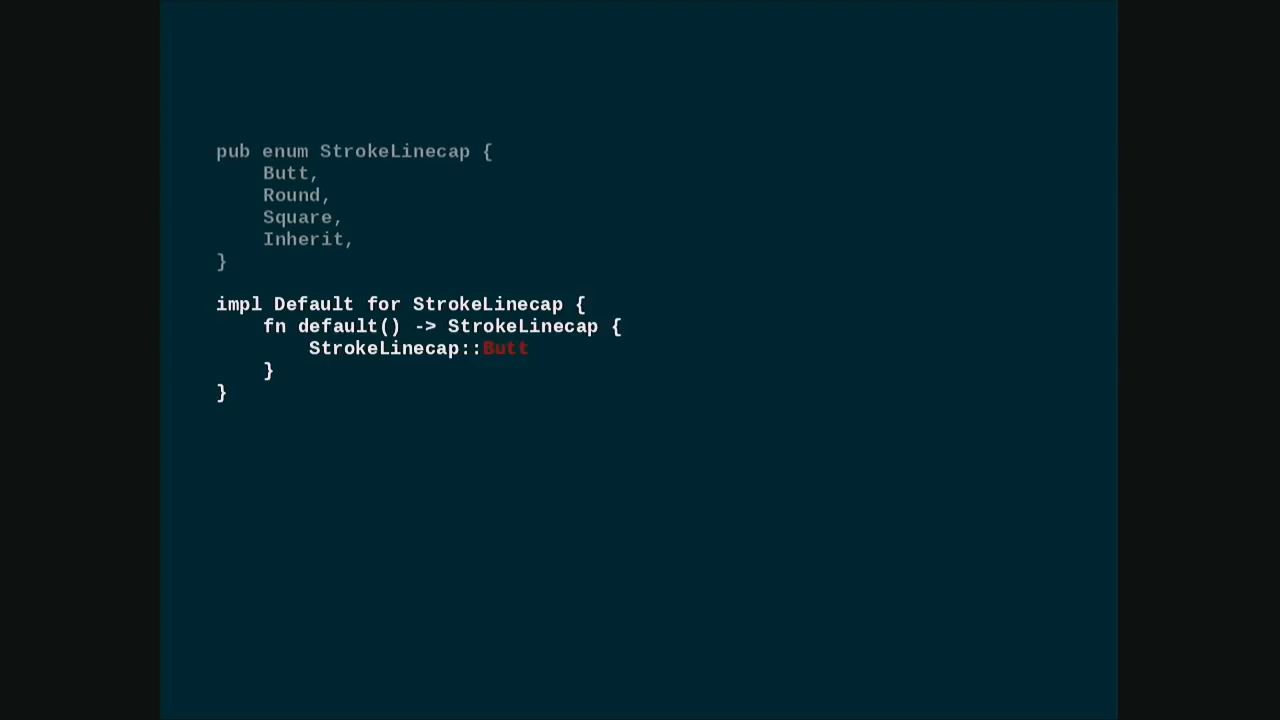 pub enum StrokeLinecap {
    Butt,
    Round,
    Square,
    Inherit,
}
impl Default for StrokeLinecap {
    fn default() -> StrokeLinecap {
        StrokeLinecap::Butt
    }
}